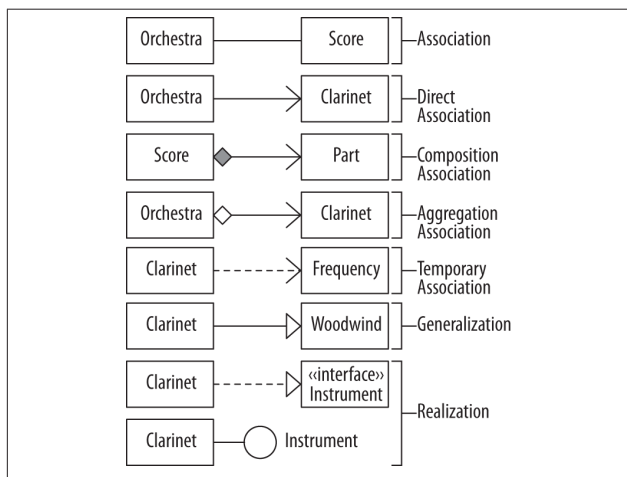 Orchestra Score Association
Orchestra Clarinet Direct
Association
Score Part Composition
Association
Orchestra Clarinet Aggregation
Association
Clarinet Frequency Temporary
Association
Clarinet Woodwind Generalization
Clarinet «interface»
Instrument
Realization
Clarinet Instrument